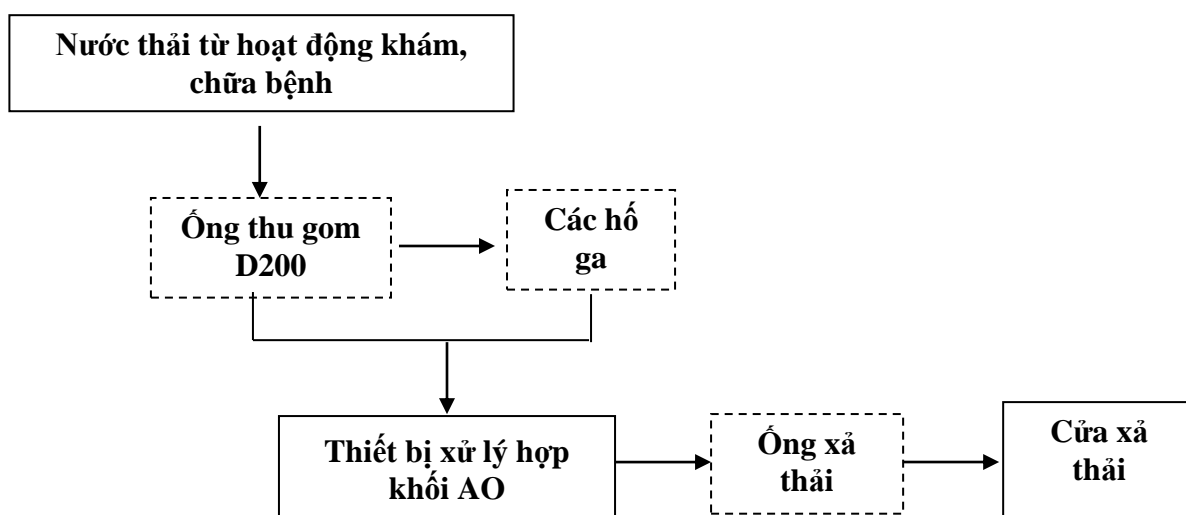 Nước thải từ hoạt động khám,
chữa bệnh
Ống thu gom
D200
Các hố
ga
Thiết bị xử lý hợp
khối AO
Ống xả
thải
Cửa xả
thải